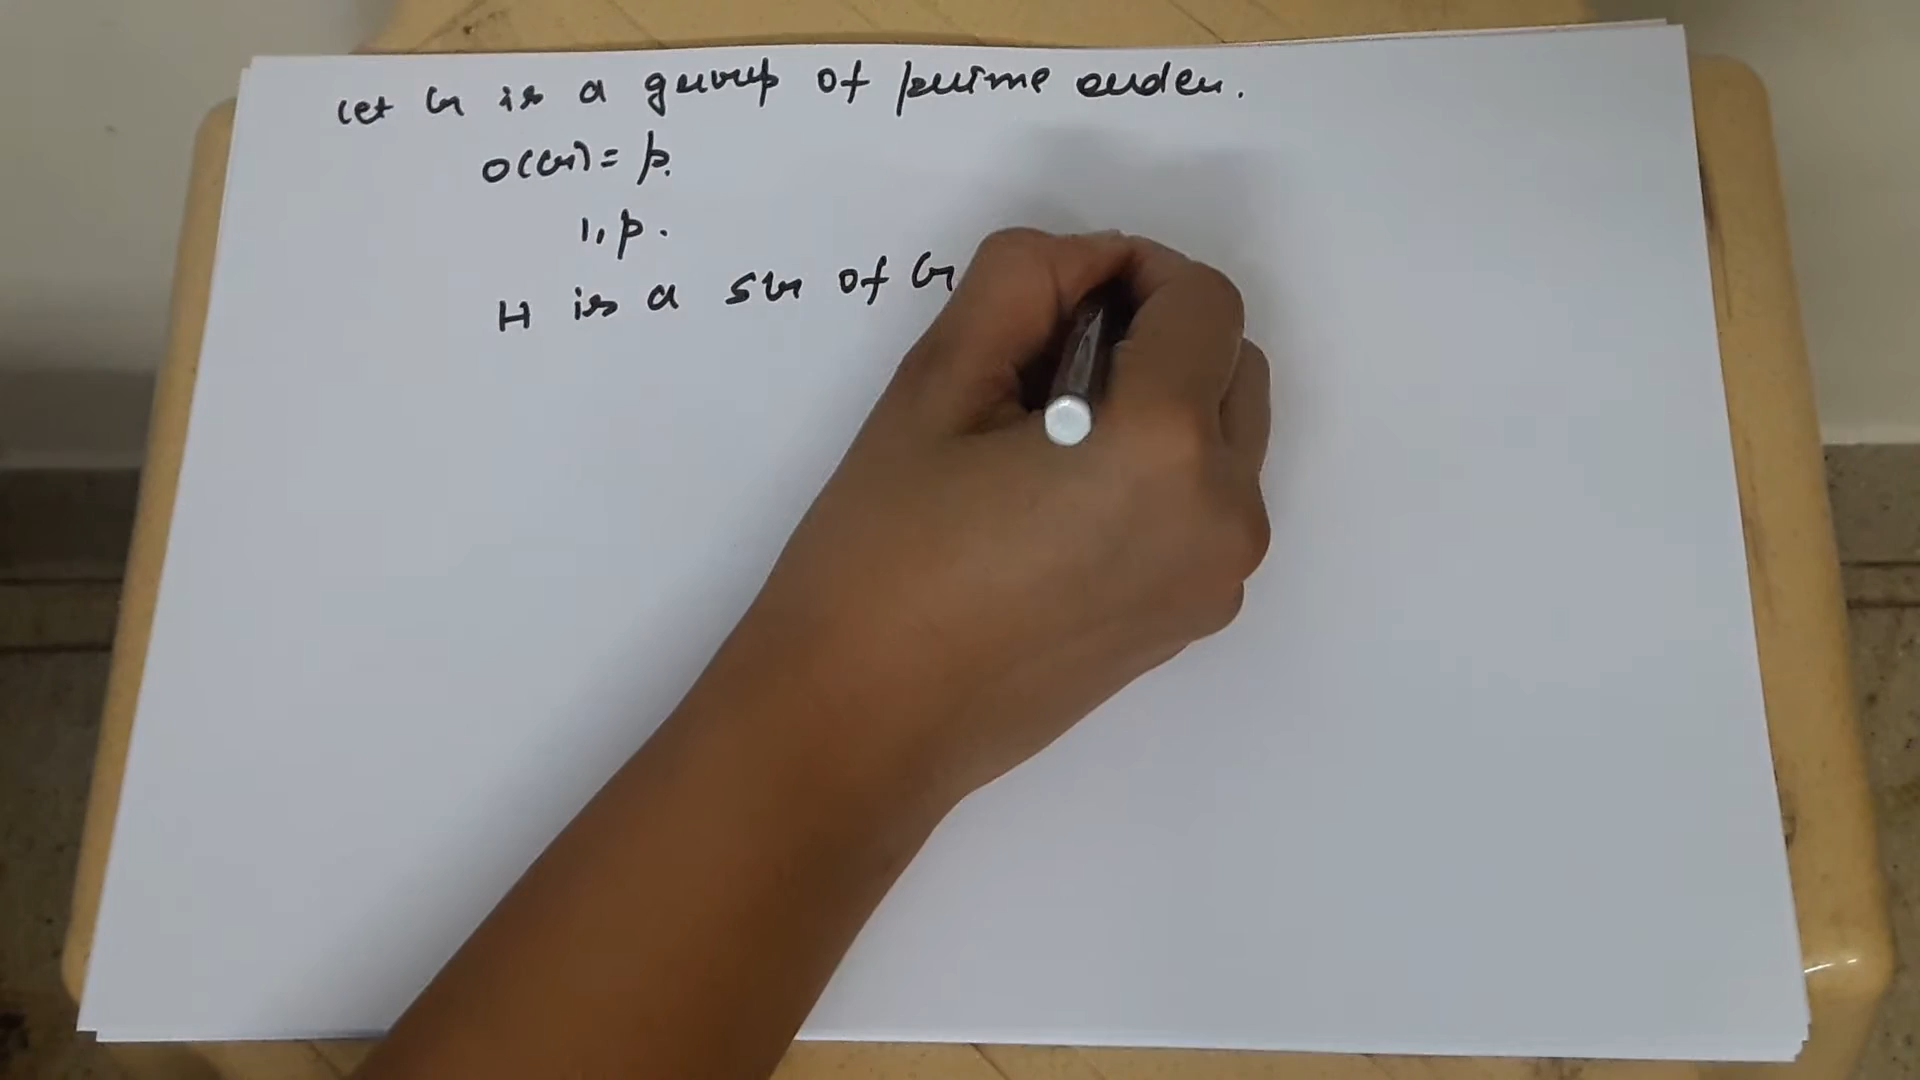 Let G is a group of prime order.
O(G) = p.
1, p.
H is a SG of G